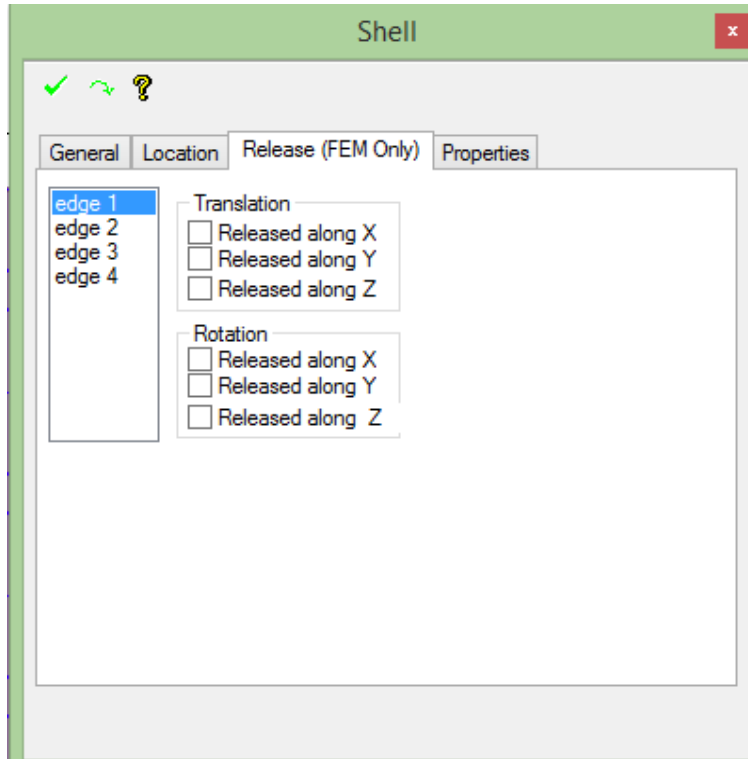 Shell
x
?
General Location Release (FEM Only) Properties
edge 1
edge 2
edge 3
edge 4
Translation
Released along X
Released along Y
Released along Z
Rotation
Released along X
Released along Y
Released along Z